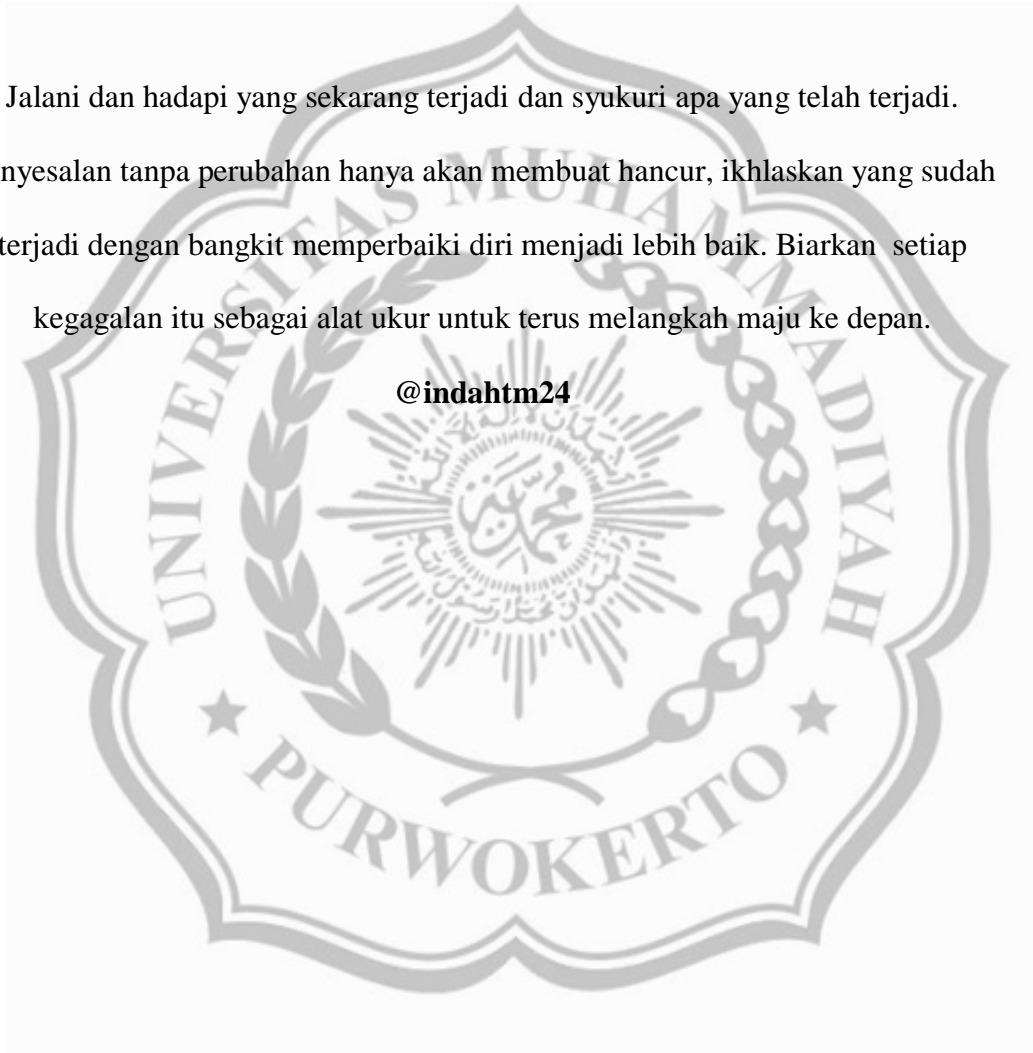 Jalani dan hadapi yang sekarang terjadi dan syukuri apa yang telah terjadi.
nyesalan tanpa perubahan hanya akan membuat hancur, ikhlaskan yang sudah
terjadi dengan bangkit memperbaiki diri menjadi lebih baik. Biarkan setiap
kegagalan itu sebagai alat ukur untuk terus melangkah maju ke depan.
@indahtm24
UNIVERSITAS MUHAMMADIYAH
PURWOKERTO